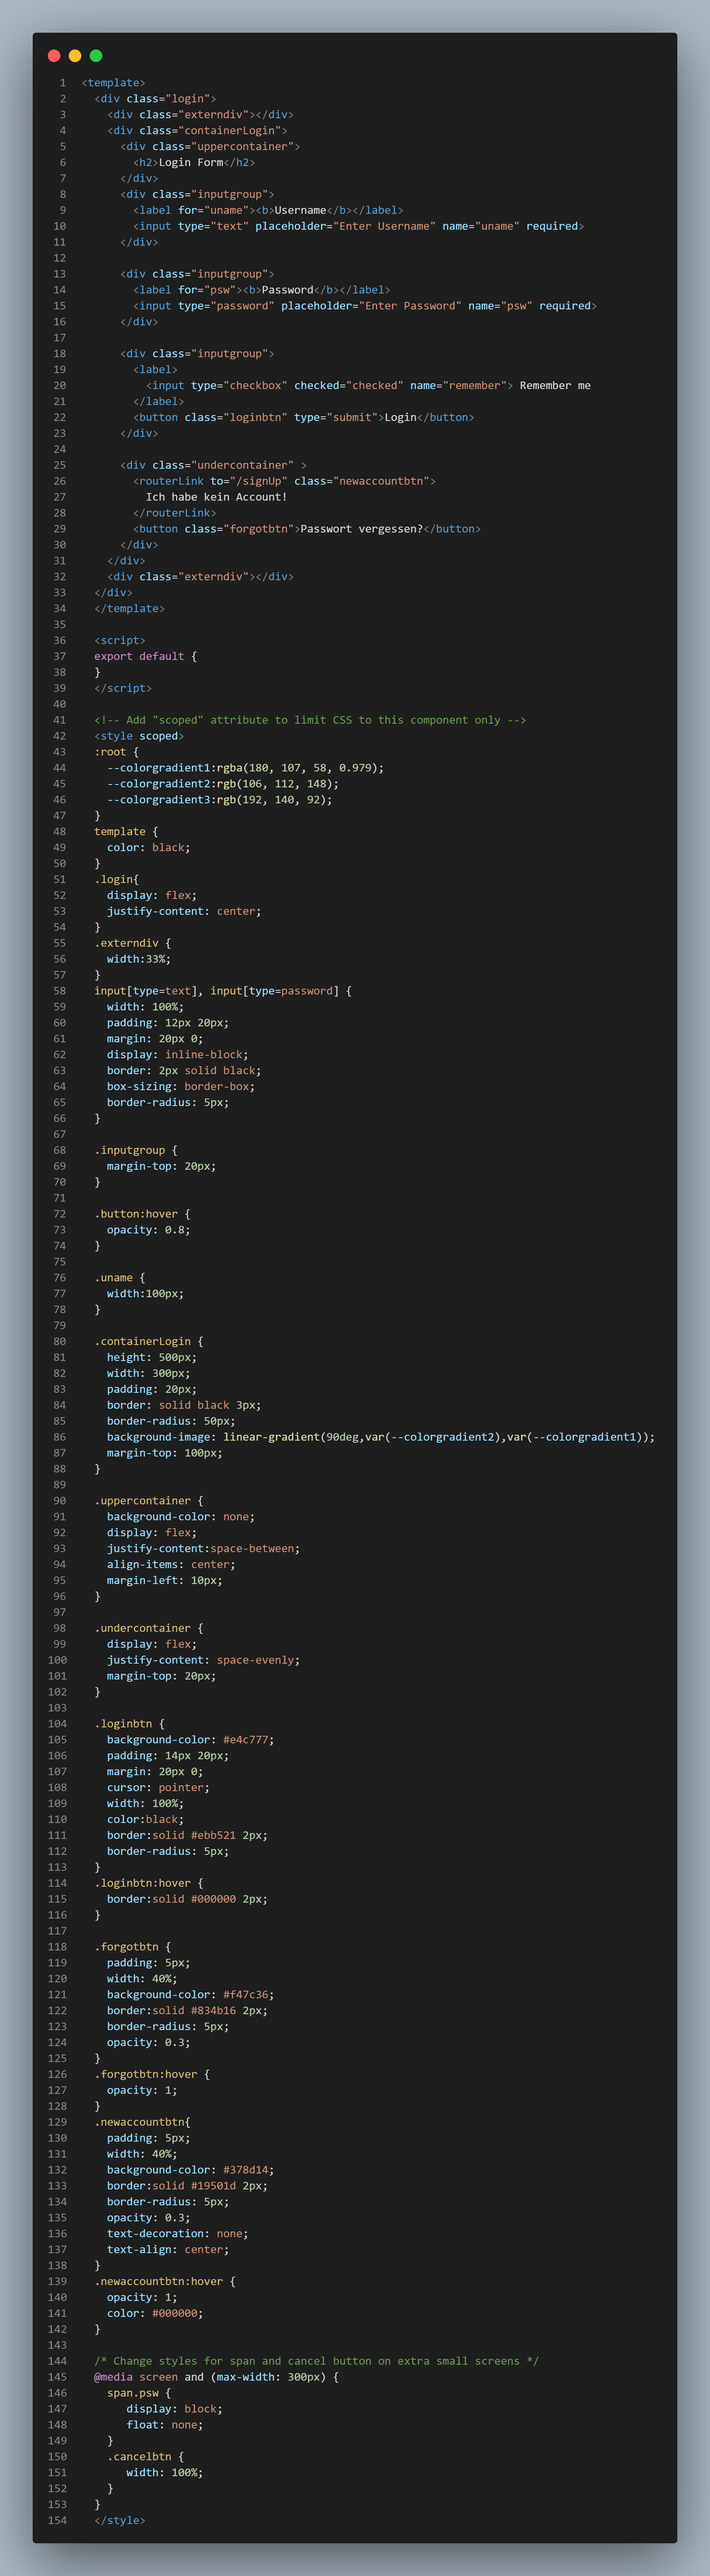 1 <template>
2   <div class="login">
3     <div class="externdiv"></div>
4     <div class="containerLogin">
5       <div class="uppercontainer">
6         <h2>Login Form</h2>
7       </div>
8       <div class="inputgroup">
9         <label for="uname"><b>Username</b></label>
10         <input type="text" placeholder="Enter Username" name="uname" required>
11       </div>
12
13       <div class="inputgroup">
14         <label for="psw"><b>Password</b></label>
15         <input type="password" placeholder="Enter Password" name="psw" required>
16       </div>
17
18       <div class="inputgroup">
19         <label>
20           <input type="checkbox" checked="checked" name="remember"> Remember me
21         </label>
22         <button class="loginbtn" type="submit">Login</button>
23       </div>
24
25       <div class="undercontainer" >
26         <routerLink to="/signUp" class="newaccountbtn">
27           Ich habe kein Account!
28         </routerLink>
29         <button class="forgotbtn">Passwort vergessen?</button>
30       </div>
31     </div>
32     <div class="externdiv"></div>
33   </div>
34   </template>
35
36   <script>
37   export default {
38   }
39   </script>
40
41   <!-- Add "scoped" attribute to limit CSS to this component only -->
42   <style scoped>
43   :root {
44     --colorgradient1:rgba(180, 107, 58, 0.979);
45     --colorgradient2:rgb(106, 112, 148);
46     --colorgradient3:rgb(192, 140, 92);
47   }
48   template {
49     color: black;
50   }
51   .login{
52     display: flex;
53     justify-content: center;
54   }
55   .externdiv {
56     width:33%;
57   }
58   input[type=text], input[type=password] {
59     width: 100%;
60     padding: 12px 20px;
61     margin: 20px 0;
62     display: inline-block;
63     border: 2px solid black;
64     box-sizing: border-box;
65     border-radius: 5px;
66   }
67
68   .inputgroup {
69     margin-top: 20px;
70   }
71
72   .button:hover {
73     opacity: 0.8;
74   }
75
76   .uname {
77     width:100px;
78   }
79
80   .containerLogin {
81     height: 500px;
82     width: 300px;
83     padding: 20px;
84     border: solid black 3px;
85     border-radius: 50px;
86     background-image: linear-gradient(90deg,var(--colorgradient2),var(--colorgradient1));
87     margin-top: 100px;
88   }
89
90   .uppercontainer {
91     background-color: none;
92     display: flex;
93     justify-content:space-between;
94     align-items: center;
95     margin-left: 10px;
96   }
97
98   .undercontainer {
99     display: flex;
100     justify-content: space-evenly;
101     margin-top: 20px;
102   }
103
104   .loginbtn {
105     background-color: #e4c777;
106     padding: 14px 20px;
107     margin: 20px 0;
108     cursor: pointer;
109     width: 100%;
110     color:black;
111     border:solid #ebb521 2px;
112     border-radius: 5px;
113   }
114   .loginbtn:hover {
115     border:solid #000000 2px;
116   }
117
118   .forgotbtn {
119     padding: 5px;
120     width: 40%;
121     background-color: #f47c36;
122     border:solid #834b16 2px;
123     border-radius: 5px;
124     opacity: 0.3;
125   }
126   .forgotbtn:hover {
127     opacity: 1;
128   }
129   .newaccountbtn{
130     padding: 5px;
131     width: 40%;
132     background-color: #378d14;
133     border:solid #19501d 2px;
134     border-radius: 5px;
135     opacity: 0.3;
136     text-decoration: none;
137     text-align: center;
138   }
139   .newaccountbtn:hover {
140     opacity: 1;
141     color: #000000;
142   }
143
144   /* Change styles for span and cancel button on extra small screens */
145   @media screen and (max-width: 300px) {
146     span.psw {
147        display: block;
148        float: none;
149     }
150     .cancelbtn {
151        width: 100%;
152     }
153   }
154   </style>